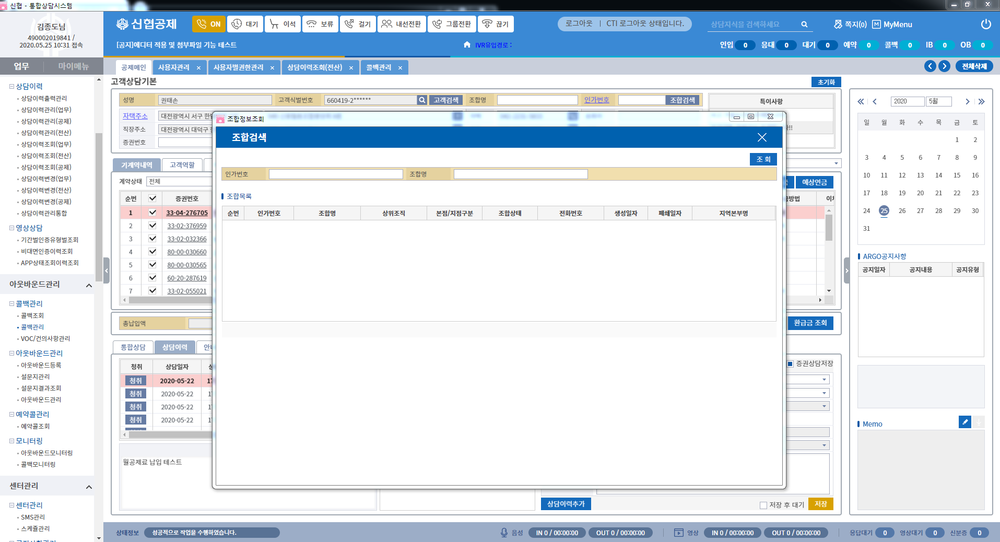 신협 - 통합상담시스템
김종도님
490002019841 /
2020.05.25 10:31 접속
신협공제
ON 대기 이석 보류 걸기 내선전환 그룹전환 끊기
로그아웃 | CTI 로그아웃 상태입니다.
상담지식을 검색하세요
쪽지(0) MyMenu
[공지]에디터 적용 및 첨부파일 기능 테스트
IVR유입경로 :
인입 0 응대 0 대기 0 예약 0 콜백 0 IB 0 OB 0
업무 마이메뉴
공제메인 사용자관리 × 사용자별권한관리 × 상담이력조회(전산) × 콜백관리 ×
전체삭제
상담이력
상담이력출력관리
상담이력관리(업무)
상담이력관리(공제)
상담이력관리(전산)
상담이력조회(업무)
상담이력조회(전산)
상담이력조회(공제)
상담이력변경(업무)
상담이력변경(전산)
상담이력변경(공제)
상담이력관리통합
영상상담
기간별인증유형별조회
비대면인증이력조회
APP상태조회이력조회
아웃바운드관리
콜백관리
콜백조회
콜백관리
VOC/건의사항관리
아웃바운드관리
아웃바운드등록
설문지관리
설문지결과조회
아웃바운드관리
예약콜관리
예약콜조회
모니터링
아웃바운드모니터링
콜백모니터링
센터관리
센터관리
SMS관리
스케쥴관리
고객상담기본
초기화
성명 권태손 고객식별번호 660419-2****** 고객검색 조합명 인가번호 조합검색
특이사항
자택주소 대전광역시 서구 한
직장주소 대전광역시 대덕구
증권번호
기계약내역 고객역할
계약상태 전체
예상연금
순번 증권번호
1 33-04-276705
2 33-02-376959
3 33-02-032366
4 80-00-030660
5 80-00-030565
6 60-20-287619
7 33-02-055021
총납입액
환급금 조회
통합상담 상담이력 안
청취 상담일자
청취 2020-05-22 17
청취 2020-05-22
청취 2020-05-22
청취 2020-05-22
월공제료 납입 테스트
증권상담저장
상담이력추가
저장 후 대기 저장
조합정보조회
조합검색
조 회
인가번호 조합명
조합목록
순번 인가번호 조합명 상위조직 본점/지점구분 조합상태 전화번호 생성일자 폐쇄일자 지역본부명
2020 5월
일 월 화 수 목 금 토
1 2
3 4 5 6 7 8 9
10 11 12 13 14 15 16
17 18 19 20 21 22 23
24 25 26 27 28 29 30
31
ARGO공지사항
공지일자 공지내용 공지유형
Memo
상태정보 성공적으로 작업을 수행하였습니다.
음성 IN 0 / 00:00:00 OUT 0 / 00:00:00
영상 IN 0 / 00:00:00 OUT 0 / 00:00:00
응답대기 0 영상대기 0 신분증 0